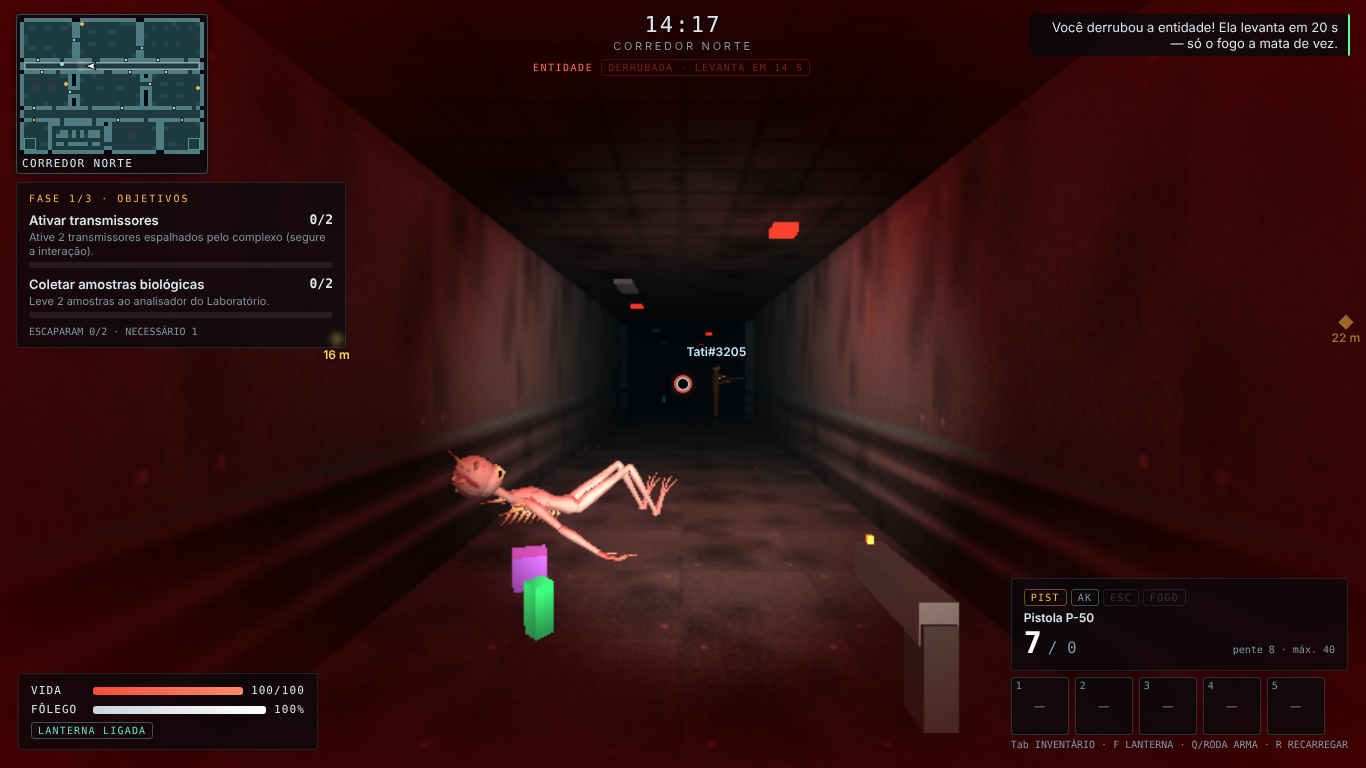 14:17
CORREDOR NORTE
ENTIDADE DERRUBADA · LEVANTA EM 14 S
Você derrubou a entidade! Ela levanta em 20 s
— só o fogo a mata de vez.
CORREDOR NORTE
FASE 1/3 · OBJETIVOS
Ativar transmissores 0/2
Ative 2 transmissores espalhados pelo complexo (segure
a interação).
Coletar amostras biológicas 0/2
Leve 2 amostras ao analisador do Laboratório.
ESCAPARAM 0/2 · NECESSÁRIO 1
16 m
Tati#3205
22 m
PIST AK ESC FOGO
Pistola P-50
7 / 0 pente 8 · máx. 40
1 2 3 4 5
— — — — —
Tab INVENTÁRIO · F LANTERNA · Q/RODA ARMA · R RECARREGAR
VIDA 100/100
FÔLEGO 100%
LANTERNA LIGADA